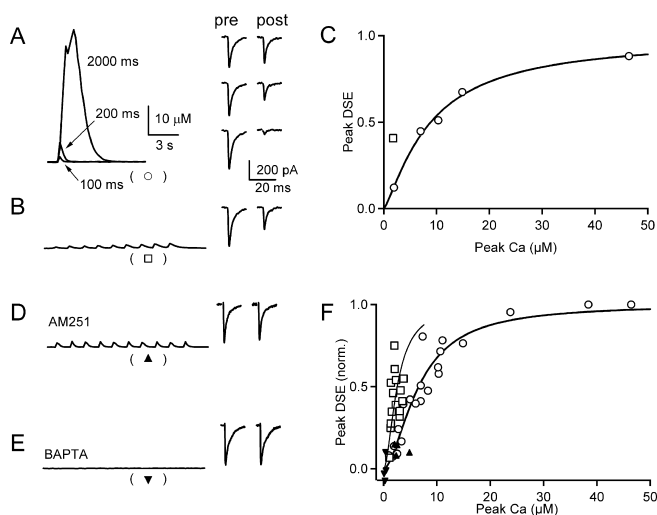 A
pre post
2000 ms
200 ms
100 ms
10 µM
3 s
( ○ )
200 pA
20 ms
B
( □ )
C
1.0
0.5
0.0
Peak DSE
0 10 20 30 40 50
Peak Ca (µM)
D
AM251
( ▲ )
E
BAPTA
( ▼ )
F
1.0
0.5
0.0
Peak DSE (norm.)
0 10 20 30 40 50
Peak Ca (µM)